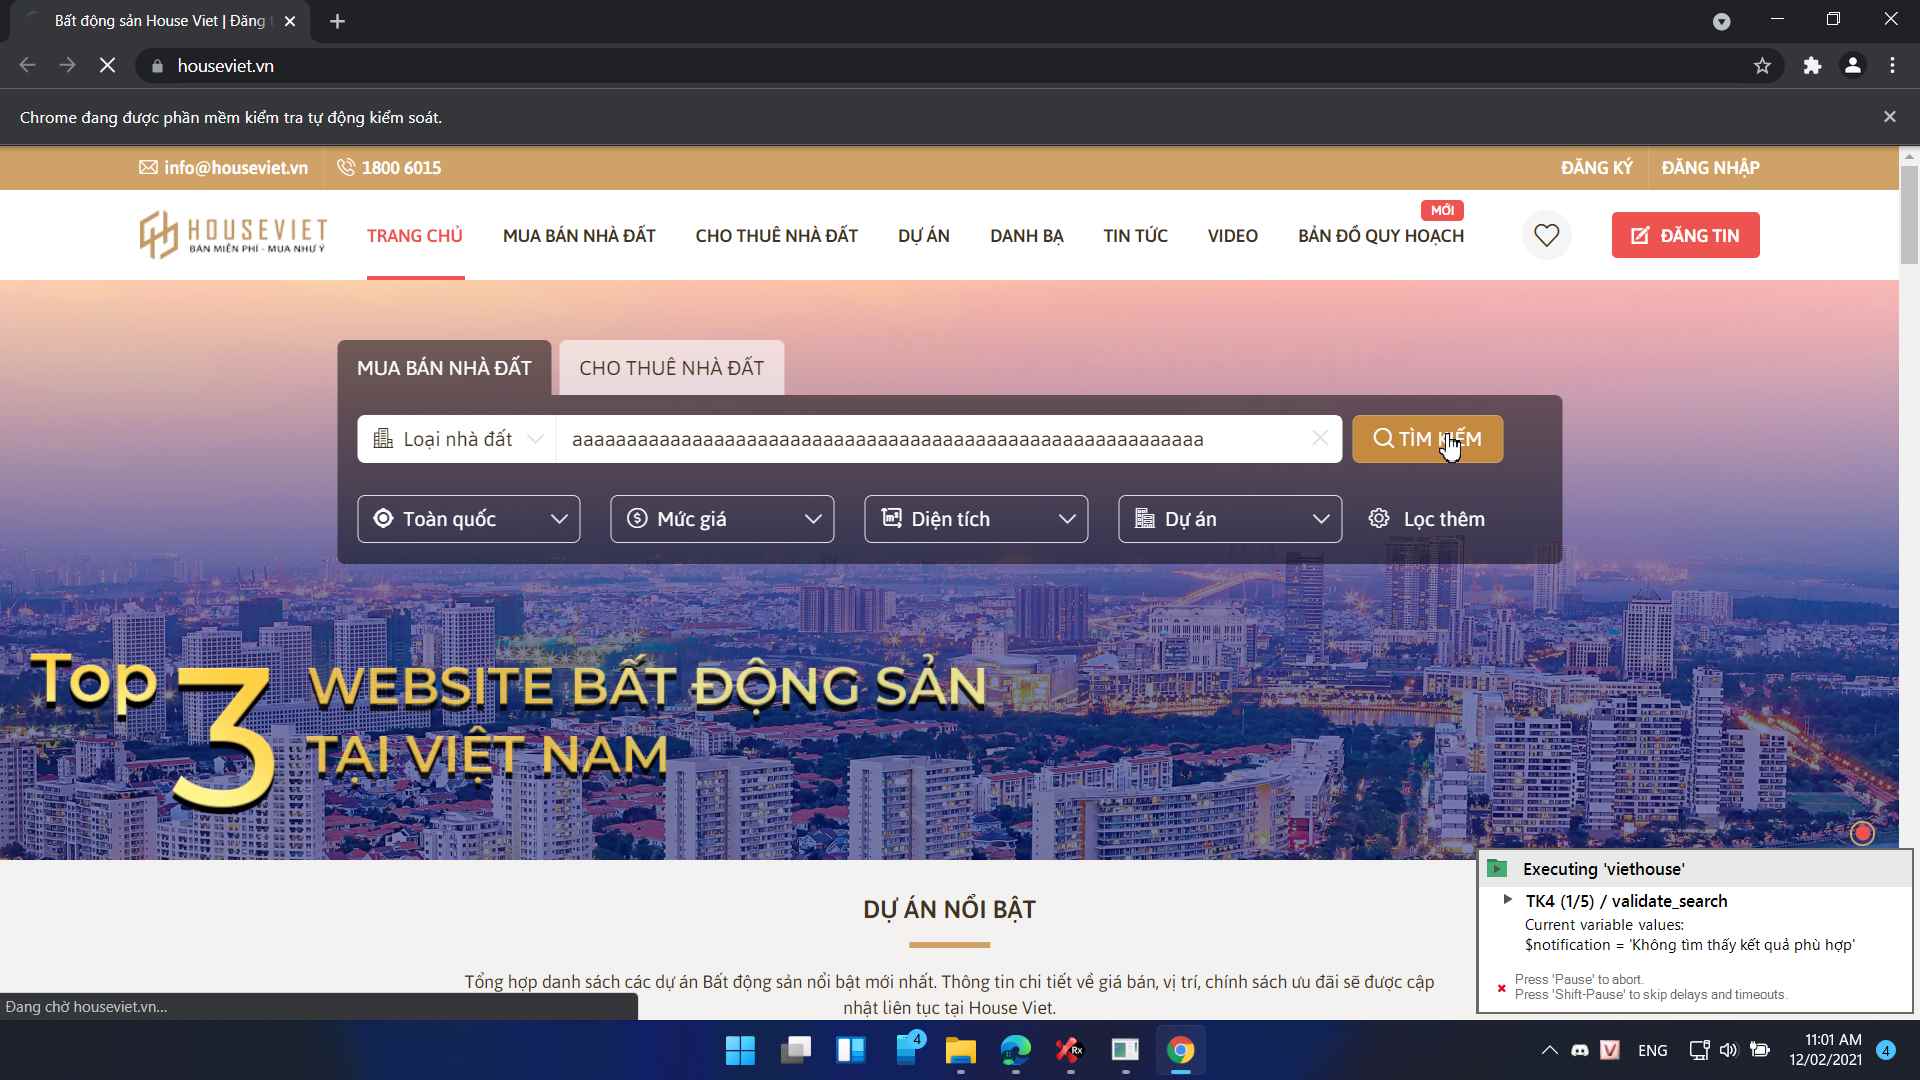 Bất động sản House Viet | Đăng t
houseviet.vn
Chrome đang được phần mềm kiểm tra tự động kiểm soát.
info@houseviet.vn
1800 6015
ĐĂNG KÝ
ĐĂNG NHẬP
HOUSEVIET
BÁN MIỄN PHÍ - MUA NHƯ Ý
TRANG CHỦ
MUA BÁN NHÀ ĐẤT
CHO THUÊ NHÀ ĐẤT
DỰ ÁN
DANH BẠ
TIN TỨC
VIDEO
MỚI
BẢN ĐỒ QUY HOẠCH
ĐĂNG TIN
MUA BÁN NHÀ ĐẤT
CHO THUÊ NHÀ ĐẤT
Loại nhà đất
aaaaaaaaaaaaaaaaaaaaaaaaaaaaaaaaaaaaaaaaaaaaaaaaaaaaaaaaaa
TÌM KIẾM
Toàn quốc
Mức giá
Diện tích
Dự án
Lọc thêm
Top 3 WEBSITE BẤT ĐỘNG SẢN
TẠI VIỆT NAM
DỰ ÁN NỔI BẬT
Tổng hợp danh sách các dự án Bất động sản nổi bật mới nhất. Thông tin chi tiết về giá bán, vị trí, chính sách ưu đãi sẽ được cập
nhật liên tục tại House Viet.
Đang chờ houseviet.vn...
Executing 'viethouse'
TK4 (1/5) / validate_search
Current variable values:
$notification = 'Không tìm thấy kết quả phù hợp'
Press 'Pause' to abort.
Press 'Shift-Pause' to skip delays and timeouts.
4
Rx
V
ENG
11:01 AM
12/02/2021
4